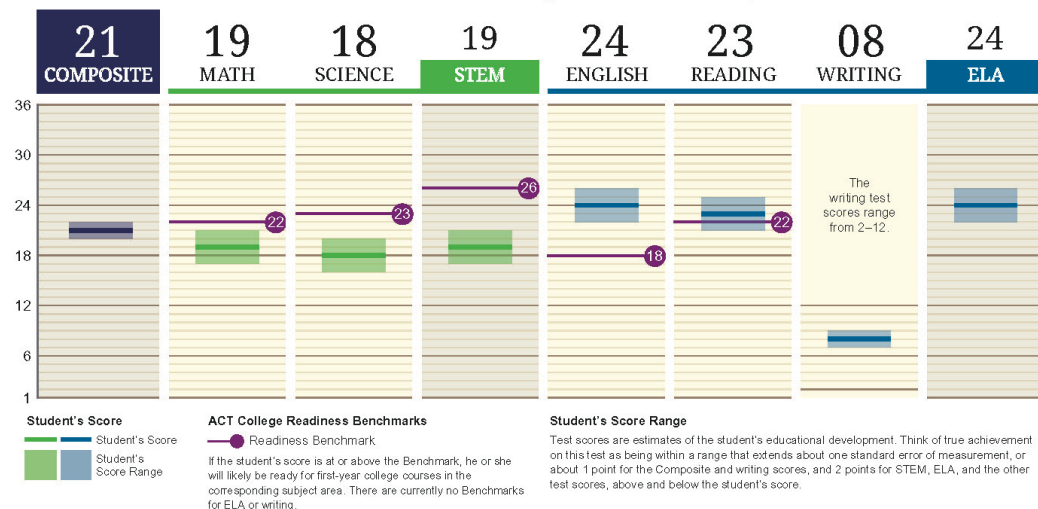 21 19 18 19 24 23 08 24
COMPOSITE MATH SCIENCE STEM ENGLISH READING WRITING ELA
36
30
24
18
12
6
1
22
23
26
18
22
The
writing test
scores range
from 2–12.
Student's Score
Student's Score
Student's
Score Range
ACT College Readiness Benchmarks
Readiness Benchmark
If the student's score is at or above the Benchmark, he or she
will likely be ready for first-year college courses in the
corresponding subject area. There are currently no Benchmarks
for ELA or writing.
Student's Score Range
Test scores are estimates of the student's educational development. Think of true achievement
on this test as being within a range that extends about one standard error of measurement, or
about 1 point for the Composite and writing scores, and 2 points for STEM, ELA, and the other
test scores, above and below the student's score.